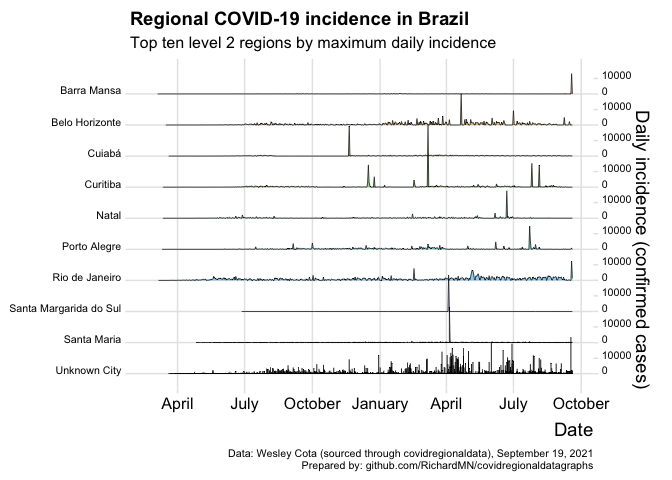 Regional COVID-19 incidence in Brazil
Top ten level 2 regions by maximum daily incidence
Barra Mansa
10000
0
Belo Horizonte
10000
0
Cuiabá
10000
0
Curitiba
10000
0
Natal
10000
0
Porto Alegre
10000
0
Rio de Janeiro
10000
0
Santa Margarida do Sul
10000
0
Santa Maria
10000
0
Unknown City
10000
0
Daily incidence (confirmed cases)
April July October January April July October
Date
Data: Wesley Cota (sourced through covidregionaldata), September 19, 2021
Prepared by: github.com/RichardMN/covidregionaldatagraphs